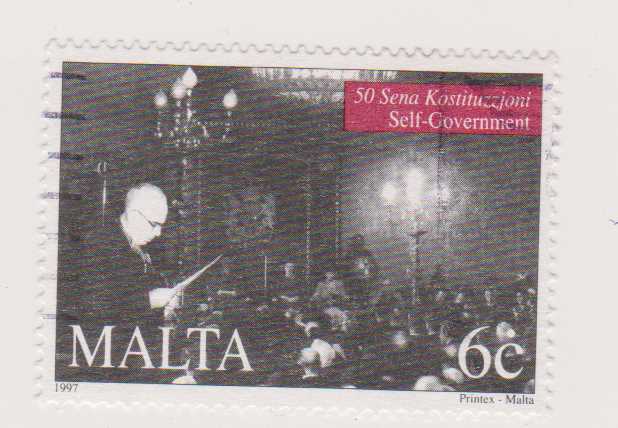 50 Sena Kostituzzjoni
Self-Government
MALTA
6c
1997
Printex - Malta